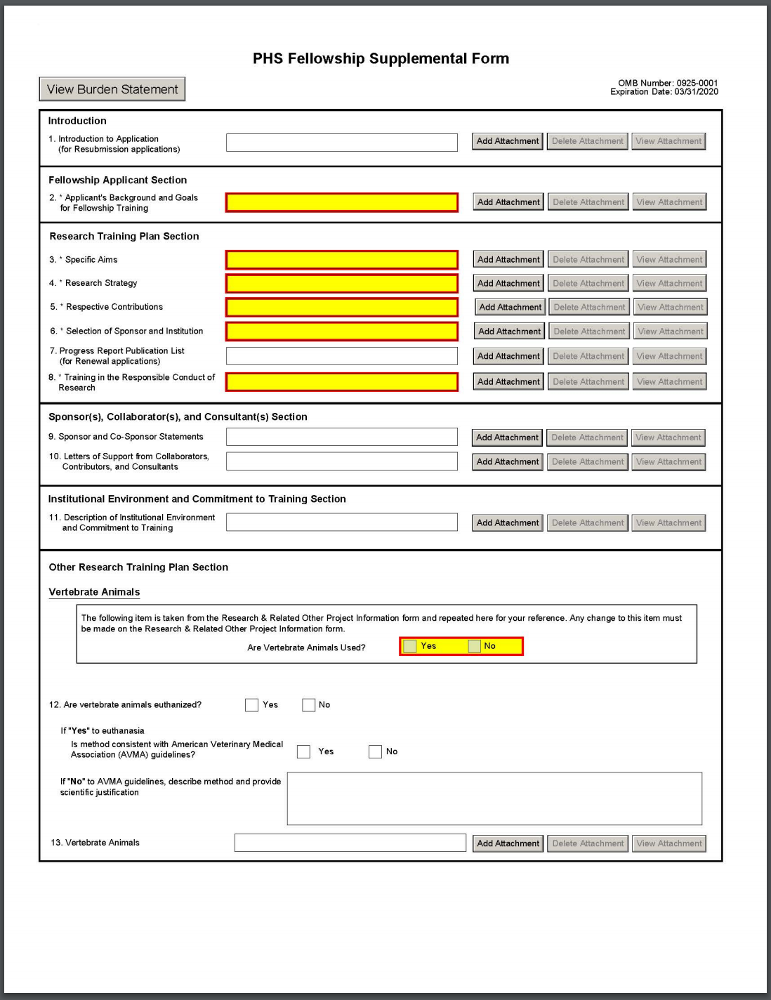 PHS Fellowship Supplemental Form
View Burden Statement
OMB Number: 0925-0001
Expiration Date: 03/31/2020
Introduction
1. Introduction to Application
(for Resubmission applications)
Add Attachment Delete Attachment View Attachment
Fellowship Applicant Section
2. * Applicant's Background and Goals
for Fellowship Training
Add Attachment Delete Attachment View Attachment
Research Training Plan Section
3. * Specific Aims Add Attachment Delete Attachment View Attachment
4. * Research Strategy Add Attachment Delete Attachment View Attachment
5. * Respective Contributions Add Attachment Delete Attachment View Attachment
6. * Selection of Sponsor and Institution Add Attachment Delete Attachment View Attachment
7. Progress Report Publication List
(for Renewal applications)
Add Attachment Delete Attachment View Attachment
8. * Training in the Responsible Conduct of
Research
Add Attachment Delete Attachment View Attachment
Sponsor(s), Collaborator(s), and Consultant(s) Section
9. Sponsor and Co-Sponsor Statements Add Attachment Delete Attachment View Attachment
10. Letters of Support from Collaborators,
Contributors, and Consultants
Add Attachment Delete Attachment View Attachment
Institutional Environment and Commitment to Training Section
11. Description of Institutional Environment
and Commitment to Training
Add Attachment Delete Attachment View Attachment
Other Research Training Plan Section
Vertebrate Animals
The following item is taken from the Research & Related Other Project Information form and repeated here for your reference. Any change to this item must
be made on the Research & Related Other Project Information form.
Are Vertebrate Animals Used? Yes No
12. Are vertebrate animals euthanized? Yes No
If "Yes" to euthanasia
Is method consistent with American Veterinary Medical
Association (AVMA) guidelines?
Yes No
If "No" to AVMA guidelines, describe method and provide
scientific justification
13. Vertebrate Animals Add Attachment Delete Attachment View Attachment